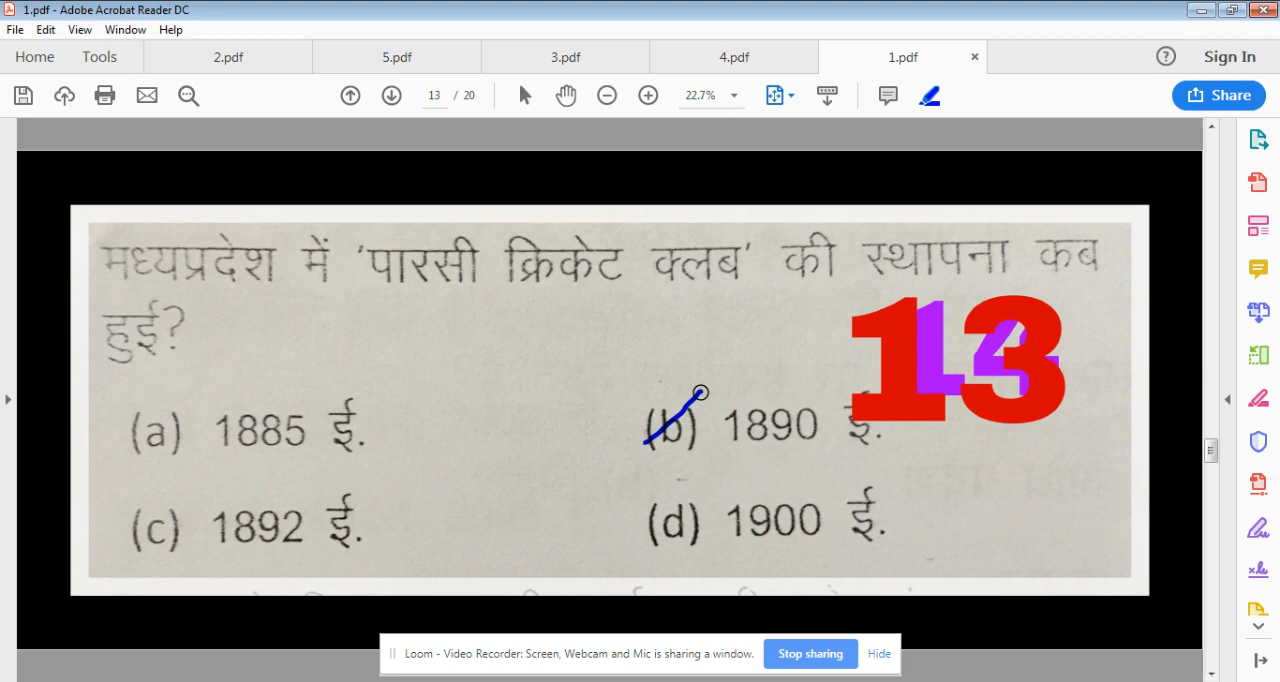 1.pdf - Adobe Acrobat Reader DC
File Edit View Window Help
Home Tools 2.pdf 5.pdf 3.pdf 4.pdf 1.pdf × ? Sign In
13 / 20 22.7% Share
मध्यप्रदेश में 'पारसी क्रिकेट क्लब' की स्थापना कब
हुई?
13
14
(a) 1885 ई. (b) 1890 ई.
(c) 1892 ई. (d) 1900 ई.
Loom - Video Recorder: Screen, Webcam and Mic is sharing a window. Stop sharing Hide